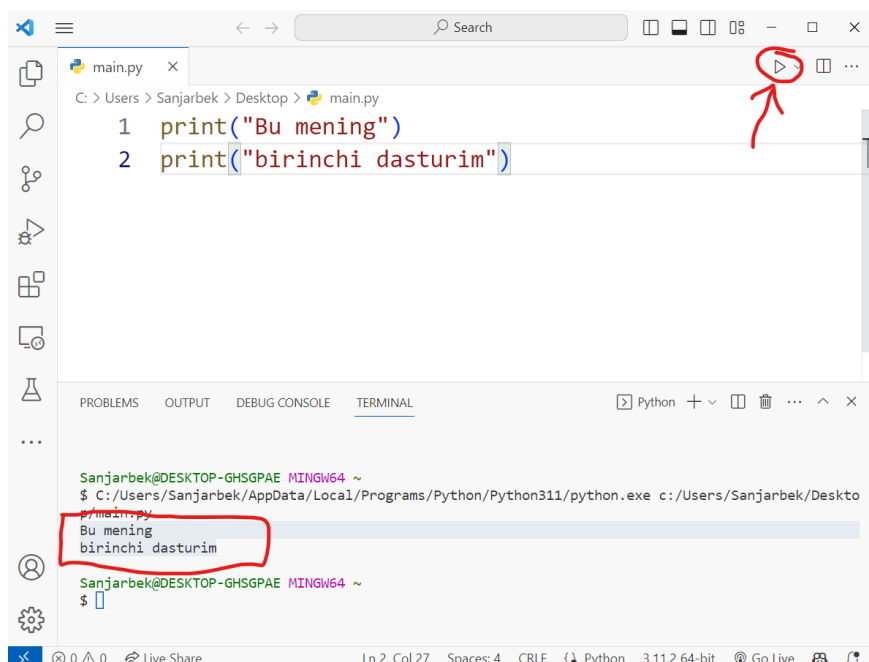 Search
main.py
C: > Users > Sanjarbek > Desktop > main.py
1 print("Bu mening")
2 print("birinchi dasturim")
PROBLEMS OUTPUT DEBUG CONSOLE TERMINAL Python
Sanjarbek@DESKTOP-GHSGPAE MINGW64 ~
$ C:/Users/Sanjarbek/AppData/Local/Programs/Python/Python311/python.exe c:/Users/Sanjarbek/Deskto
p/main.py
Bu mening
birinchi dasturim
Sanjarbek@DESKTOP-GHSGPAE MINGW64 ~
$
0 0 Live Share Ln 2, Col 27 Spaces: 4 CRLF Python 3.11.2 64-bit Go Live